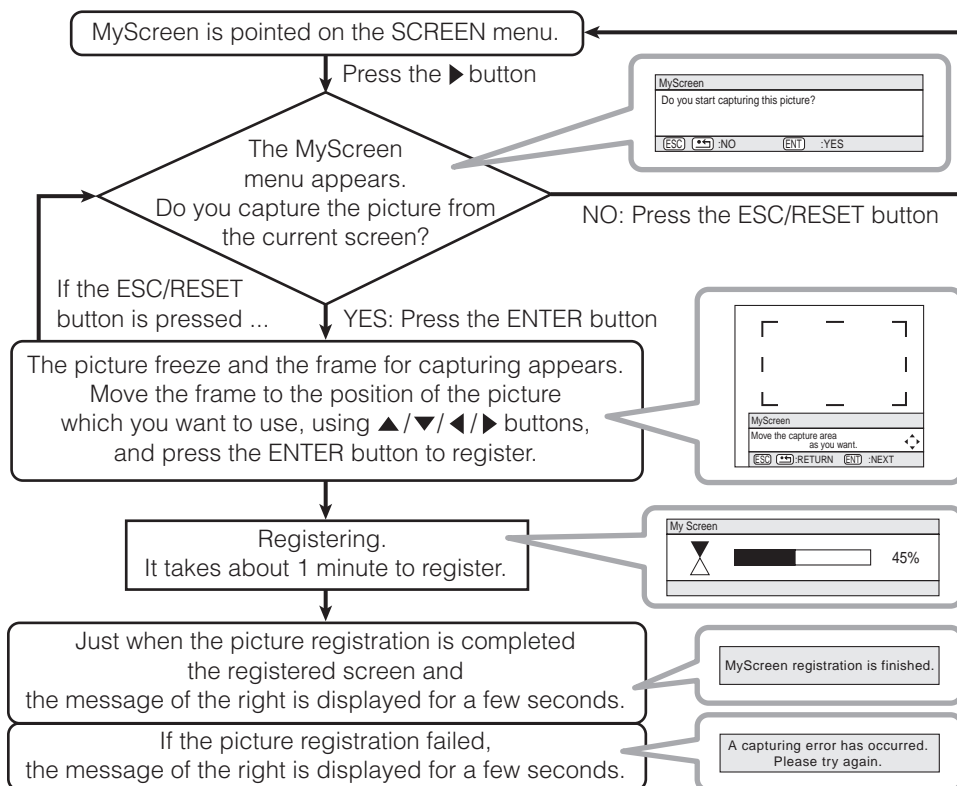 MyScreen is pointed on the SCREEN menu.
Press the ▶ button
MyScreen
Do you start capturing this picture?
ESC :NO ENT :YES
The MyScreen
menu appears.
Do you capture the picture from
the current screen?
NO: Press the ESC/RESET button
If the ESC/RESET
button is pressed ...
YES: Press the ENTER button
The picture freeze and the frame for capturing appears.
Move the frame to the position of the picture
which you want to use, using ▲/▼/◀/▶ buttons,
and press the ENTER button to register.
MyScreen
Move the capture area
as you want.
ESC :RETURN ENT :NEXT
Registering.
It takes about 1 minute to register.
My Screen
45%
Just when the picture registration is completed
the registered screen and
the message of the right is displayed for a few seconds.
MyScreen registration is finished.
If the picture registration failed,
the message of the right is displayed for a few seconds.
A capturing error has occurred.
Please try again.